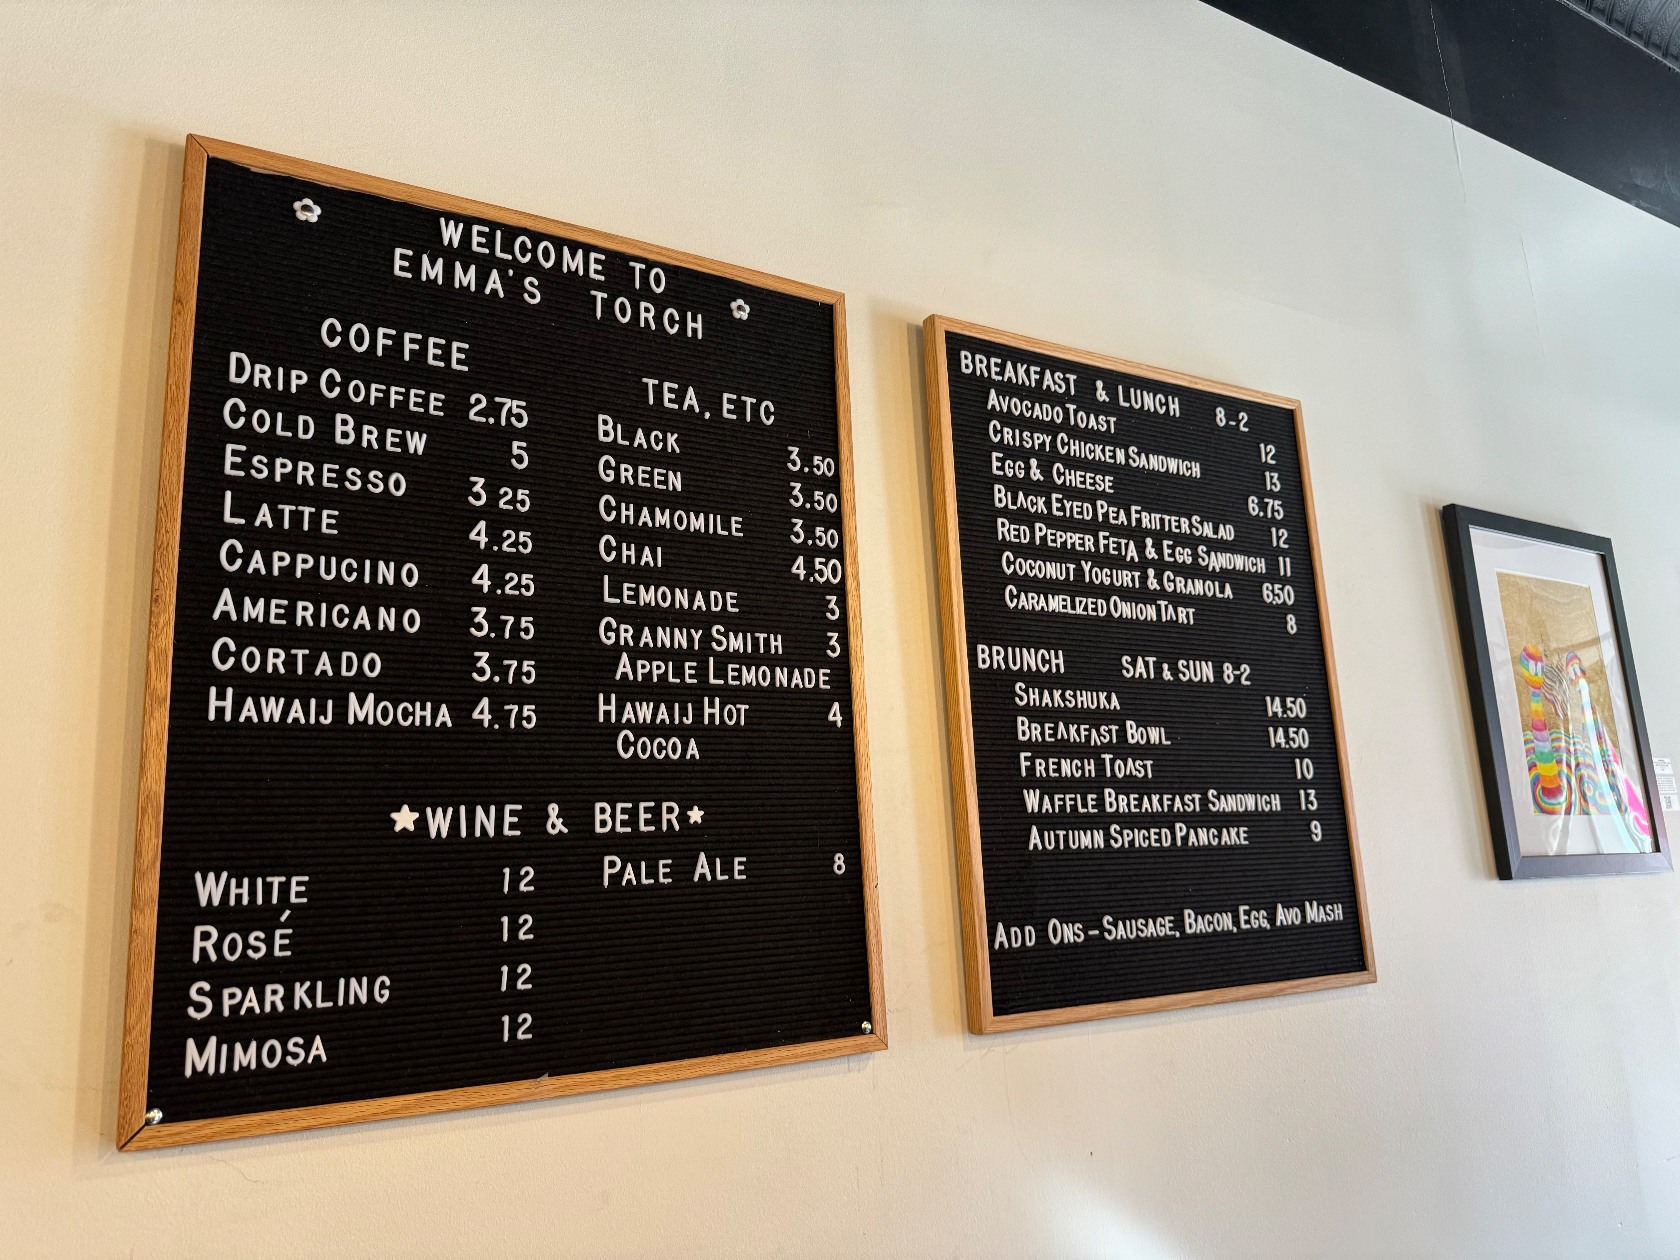 WELCOME TO
EMMA'S TORCH
COFFEE
DRIP COFFEE 2.75
COLD BREW 5
ESPRESSO 3 25
LATTE 4.25
CAPPUCINO 4.25
AMERICANO 3.75
CORTADO 3.75
HAWAIJ MOCHA 4.75
TEA, ETC
BLACK 3.50
GREEN 3.50
CHAMOMILE 3.50
CHAI 4.50
LEMONADE 3
GRANNY SMITH 3
APPLE LEMONADE
HAWAIJ HOT 4
COCOA
★WINE & BEER★
WHITE 12
ROSÉ 12
SPARKLING 12
MIMOSA 12
PALE ALE 8
BREAKFAST & LUNCH 8-2
AVOCADO TOAST 12
CRISPY CHICKEN SANDWICH 13
EGG & CHEESE 6.75
BLACK EYED PEA FRITTER SALAD 12
RED PEPPER FETA & EGG SANDWICH 11
COCONUT YOGURT & GRANOLA 6.50
CARAMELIZED ONION TART 8
BRUNCH SAT & SUN 8-2
SHAKSHUKA 14.50
BREAKFAST BOWL 14.50
FRENCH TOAST 10
WAFFLE BREAKFAST SANDWICH 13
AUTUMN SPICED PANCAKE 9
ADD ONS - SAUSAGE, BACON, EGG, AVO MASH